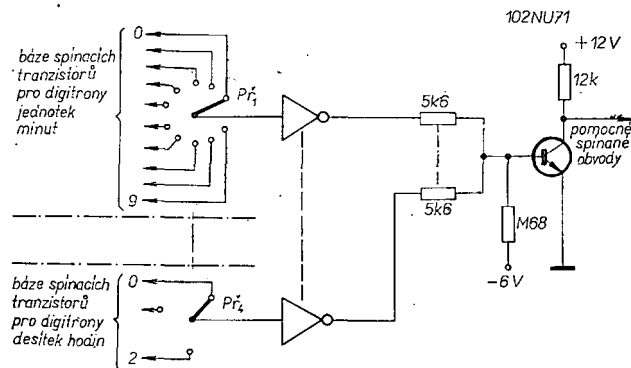 102NU71
0
báze spínacích
tranzistorů
pro digitrony
jednotek
minut
9
Př1
5k6
5k6
+12V
12k
pomocné
spínané
obvody
M68
-6V
báze spínacích
tranzistorů
pro digitrony
desítek hodin
0
2
Př4